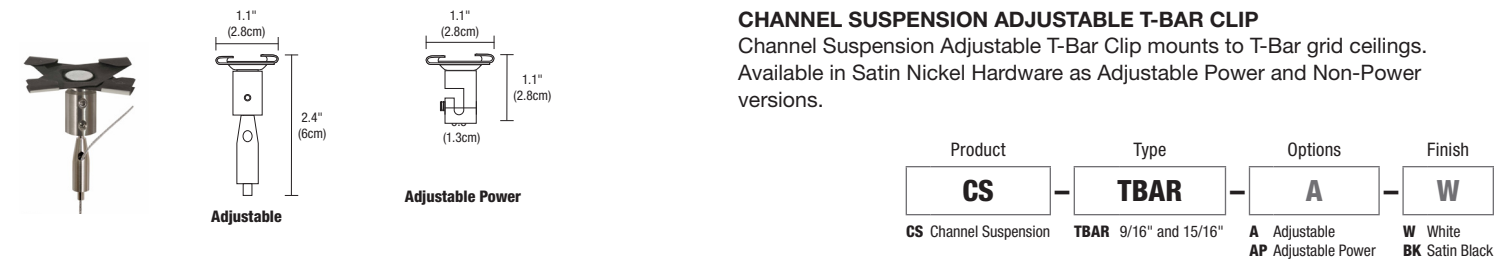 1.1"
(2.8cm)
2.4"
(6cm)
Adjustable
1.1"
(2.8cm)
1.1"
(2.8cm)
(1.3cm)
Adjustable Power
CHANNEL SUSPENSION ADJUSTABLE T-BAR CLIP
Channel Suspension Adjustable T-Bar Clip mounts to T-Bar grid ceilings.
Available in Satin Nickel Hardware as Adjustable Power and Non-Power
versions.
Product Type Options Finish
CS – TBAR – A – W
CS Channel Suspension TBAR 9/16" and 15/16" A Adjustable W White
AP Adjustable Power BK Satin Black